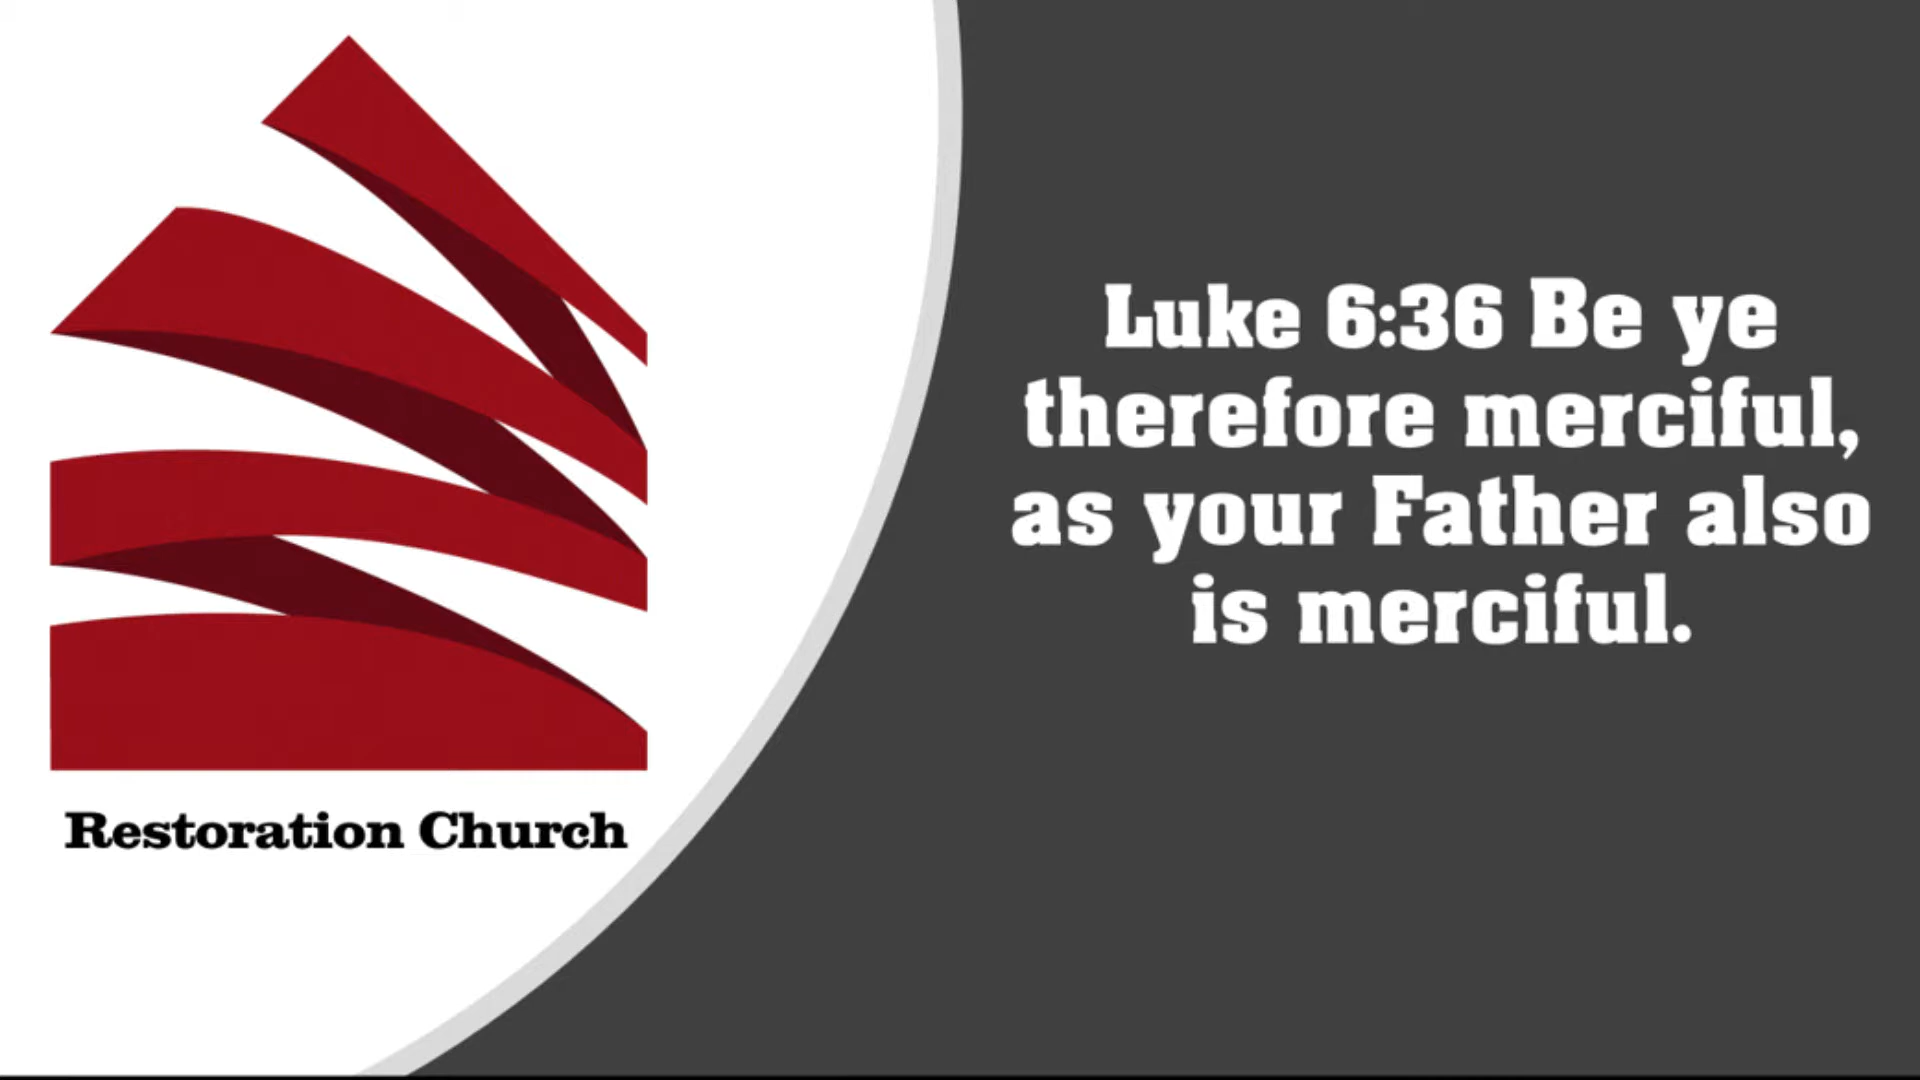 Restoration Church
Luke 6:36 Be ye
therefore merciful,
as your Father also
is merciful.